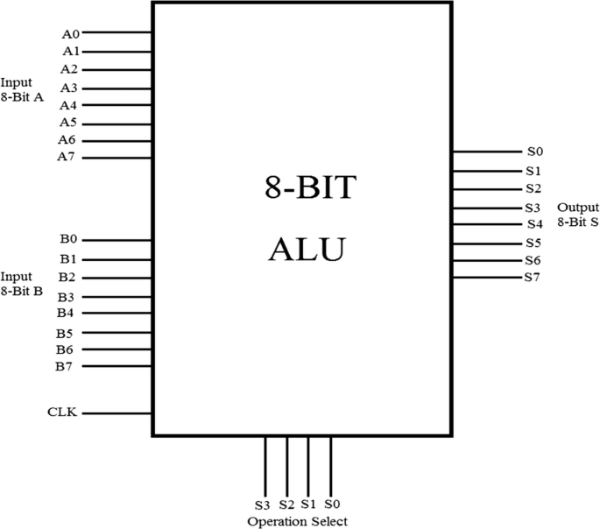 A0
A1
A2
Input
A3
8-Bit A
A4
A5
A6
A7
8-BIT
ALU
S0
S1
S2
S3
Output
S4
8-Bit S
S5
S6
S7
B0
B1
B2
Input
8-Bit B
B3
B4
B5
B6
B7
CLK
S3 S2 S1 S0
Operation Select